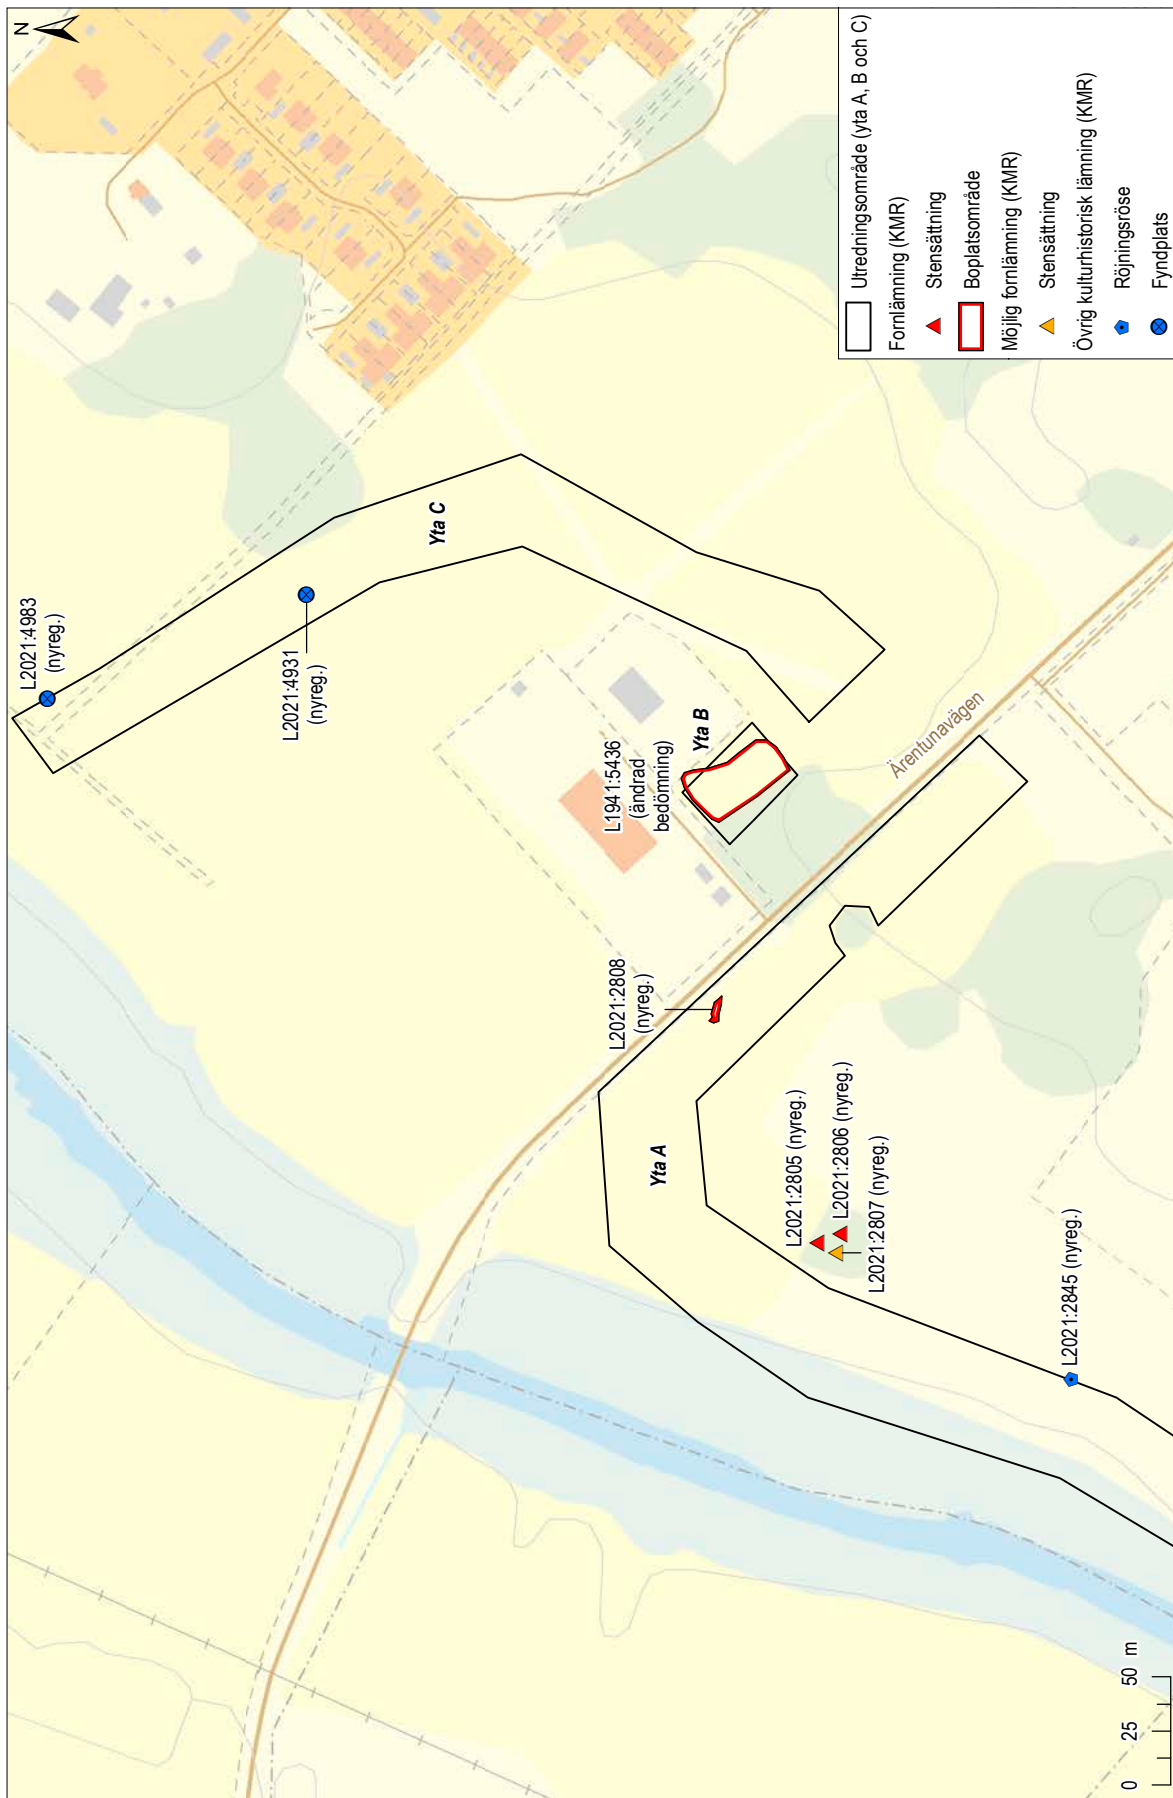 N
L2021:4983
(nyreg.)
L2021:4931
(nyreg.)
Yta C
L1941:5436
(ändrad
bedömning)
Yta B
Ärentunavägen
L2021:2808
(nyreg.)
Yta A
L2021:2805 (nyreg.)
L2021:2806 (nyreg.)
L2021:2807 (nyreg.)
L2021:2845 (nyreg.)
0 25 50 m
Utredningsområde (yta A, B och C)
Fornlämning (KMR)
Stensättning
Boplatsområde
Möjlig fornlämning (KMR)
Stensättning
Övrig kulturhistorisk lämning (KMR)
Röjningsröse
Fyndplats